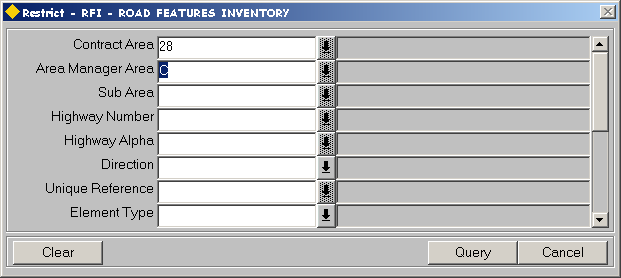 Restrict - RFI - ROAD FEATURES INVENTORY
Contract Area 28
Area Manager Area C
Sub Area
Highway Number
Highway Alpha
Direction
Unique Reference
Element Type
Clear Query Cancel